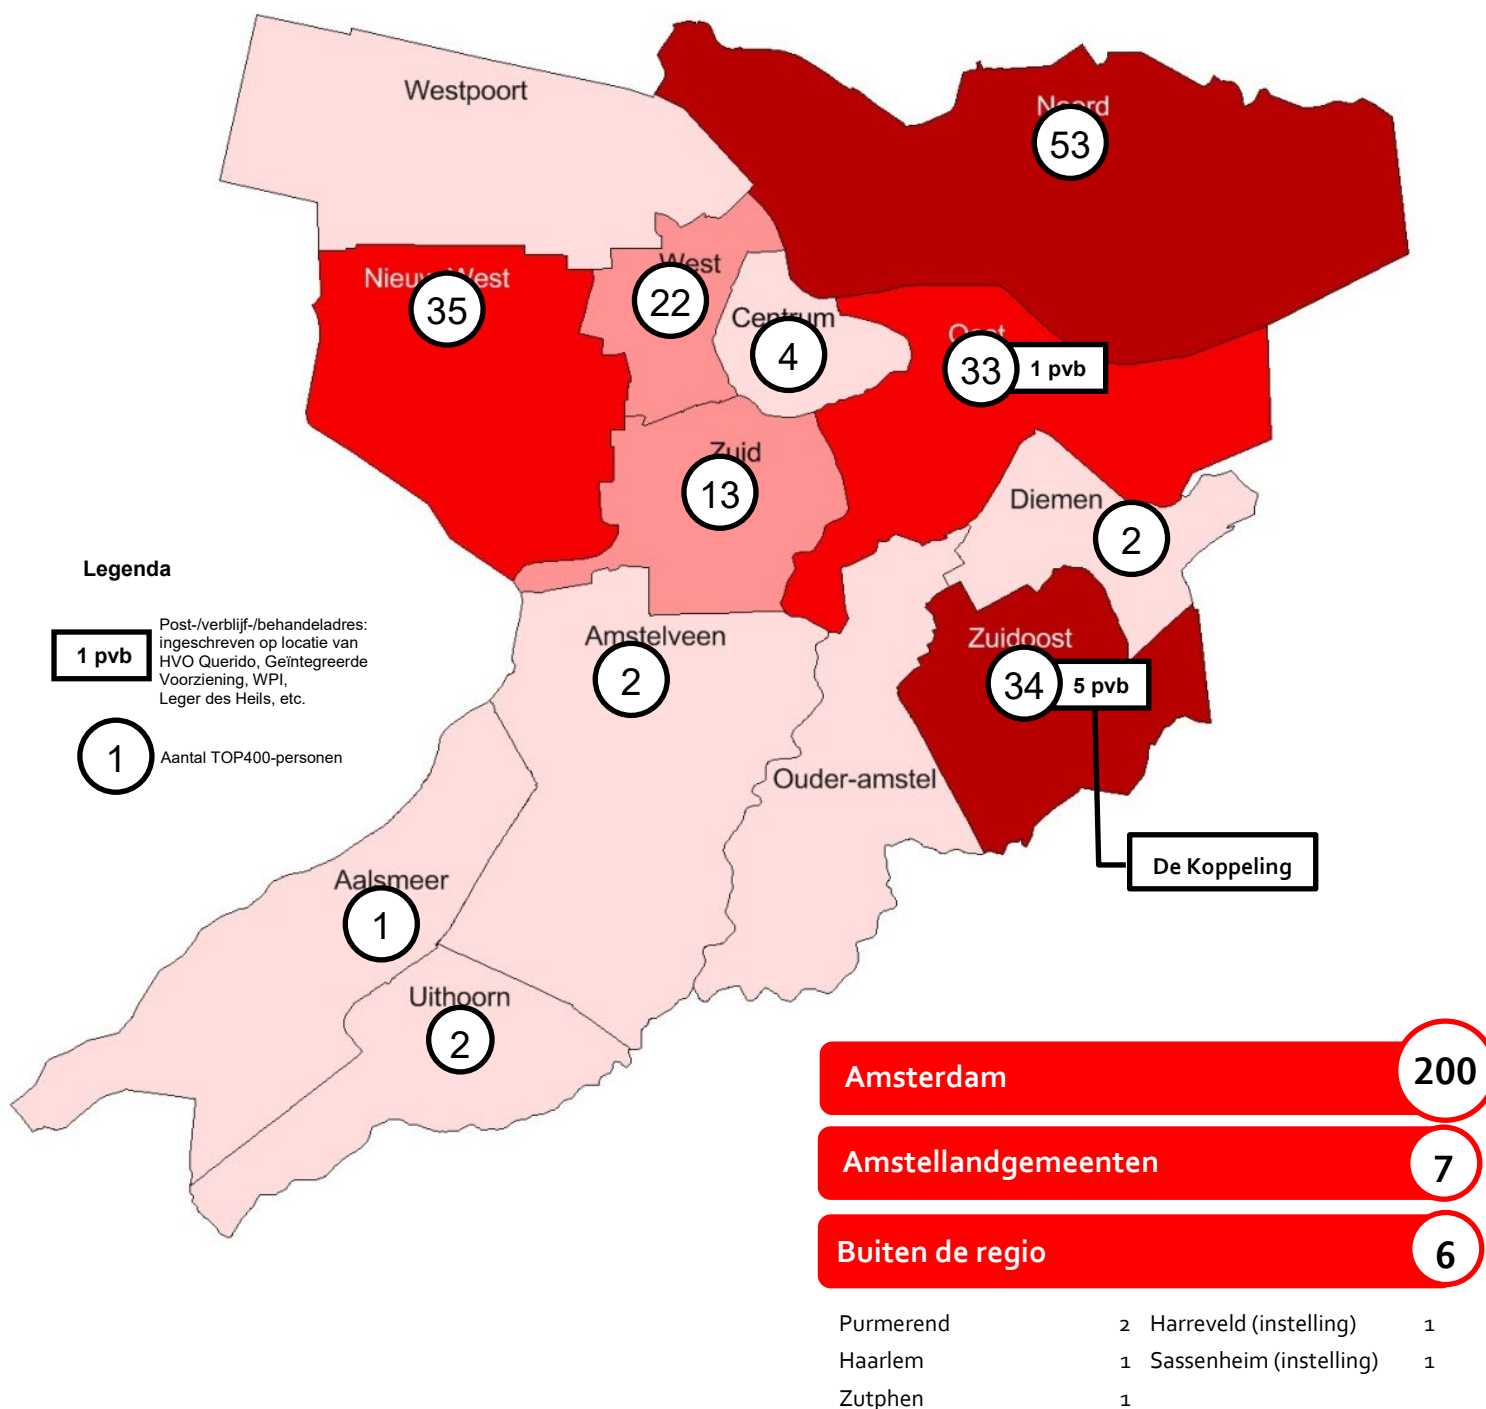 Westpoort
Noord
53
Nieuw-West
35
West
22
Centrum
4
Oost
33
1 pvb
Zuid
13
Diemen
2
Legenda
1 pvb
Post-/verblijf-/behandeladres:
ingeschreven op locatie van
HVO Querido, Geïntegreerde
Voorziening, WPI,
Leger des Heils, etc.
1
Aantal TOP400-personen
Amstelveen
2
Zuidoost
34
5 pvb
Ouder-amstel
De Koppeling
Aalsmeer
1
Uithoorn
2
Amsterdam 200
Amstellandgemeenten 7
Buiten de regio 6
Purmerend 2 Harreveld (instelling) 1
Haarlem 1 Sassenheim (instelling) 1
Zutphen 1